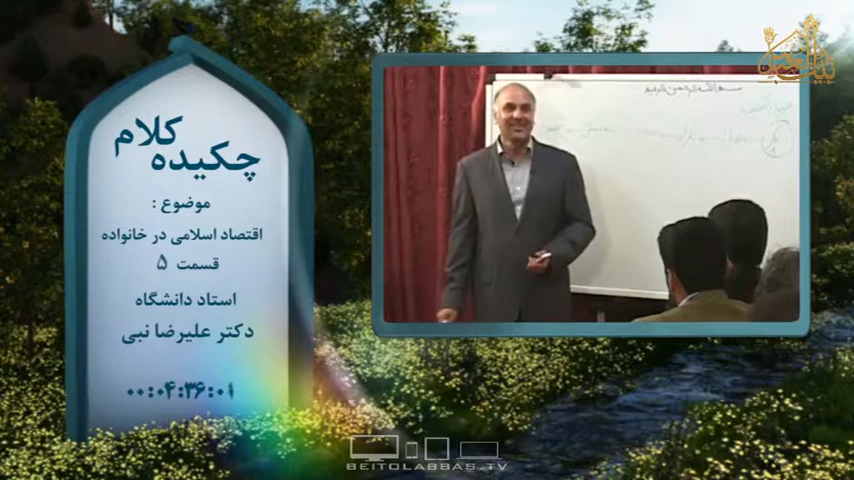 چکیده کلام
موضوع :
اقتصاد اسلامی در خانواده
قسمت ۵
استاد دانشگاه
دکتر علیرضا نبی
۰۰:۰۴:۳۶:۰۱
بسم الله الرحمن الرحیم
BEITOLABBAS.TV